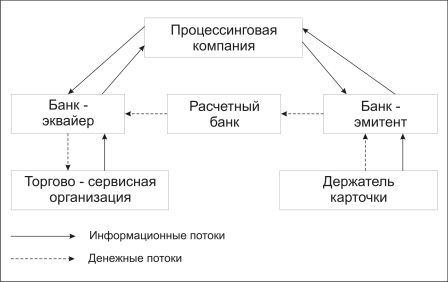 Процессинговая
компания
Банк -
эквайер
Расчетный
банк
Банк -
эмитент
Торгово - сервисная
организация
Держатель
карточки
Информационные потоки
Денежные потоки